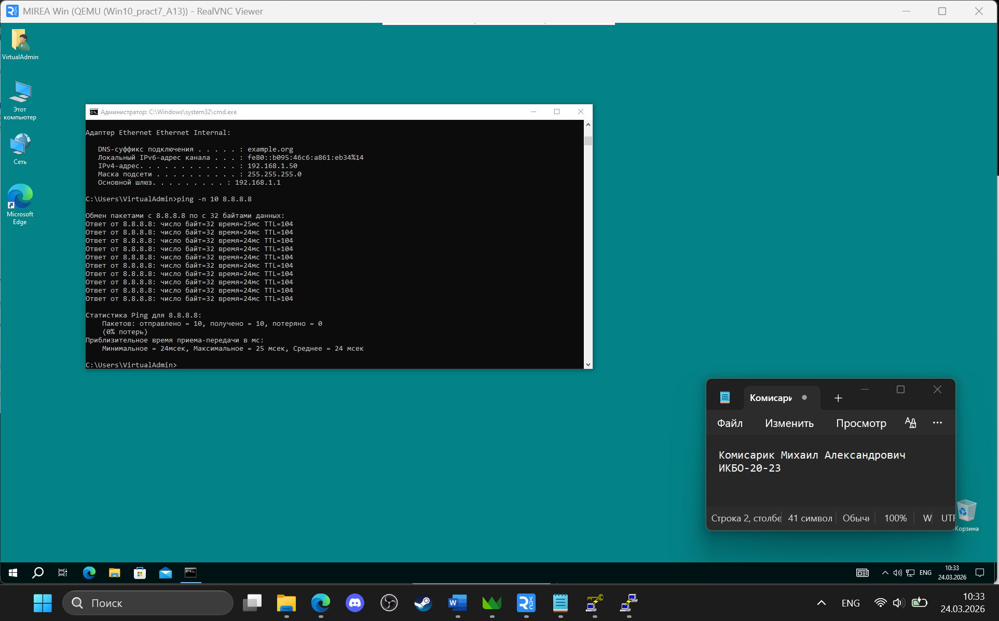 MIREA Win (QEMU (Win10_pract7_A13)) - RealVNC Viewer
VirtualAdmin
Этот
компьютер
Сеть
Microsoft
Edge
Администратор: C:\Windows\system32\cmd.exe
Адаптер Ethernet Ethernet Internal:
DNS-суффикс подключения . . . . . : example.org
Локальный IPv6-адрес канала . . . : fe80::b095:46c6:a861:eb34%14
IPv4-адрес. . . . . . . . . . . . : 192.168.1.50
Маска подсети . . . . . . . . . . : 255.255.255.0
Основной шлюз. . . . . . . . . : 192.168.1.1
C:\Users\VirtualAdmin>ping -n 10 8.8.8.8
Обмен пакетами с 8.8.8.8 по с 32 байтами данных:
Ответ от 8.8.8.8: число байт=32 время=25мс TTL=104
Ответ от 8.8.8.8: число байт=32 время=24мс TTL=104
Ответ от 8.8.8.8: число байт=32 время=24мс TTL=104
Ответ от 8.8.8.8: число байт=32 время=24мс TTL=104
Ответ от 8.8.8.8: число байт=32 время=24мс TTL=104
Ответ от 8.8.8.8: число байт=32 время=24мс TTL=104
Ответ от 8.8.8.8: число байт=32 время=24мс TTL=104
Ответ от 8.8.8.8: число байт=32 время=24мс TTL=104
Ответ от 8.8.8.8: число байт=32 время=24мс TTL=104
Ответ от 8.8.8.8: число байт=32 время=24мс TTL=104
Статистика Ping для 8.8.8.8:
Пакетов: отправлено = 10, получено = 10, потеряно = 0
(0% потерь)
Приблизительное время приема-передачи в мс:
Минимальное = 24мсек, Максимальное = 25 мсек, Среднее = 24 мсек
C:\Users\VirtualAdmin>
Комисари
Файл Изменить Просмотр
Комисарик Михаил Александрович
ИКБО-20-23
Строка 2, столбе 41 символ Обычн 100% W UTF
Корзина
ENG
10:33
24.03.2026
Поиск
ENG
10:33
24.03.2026